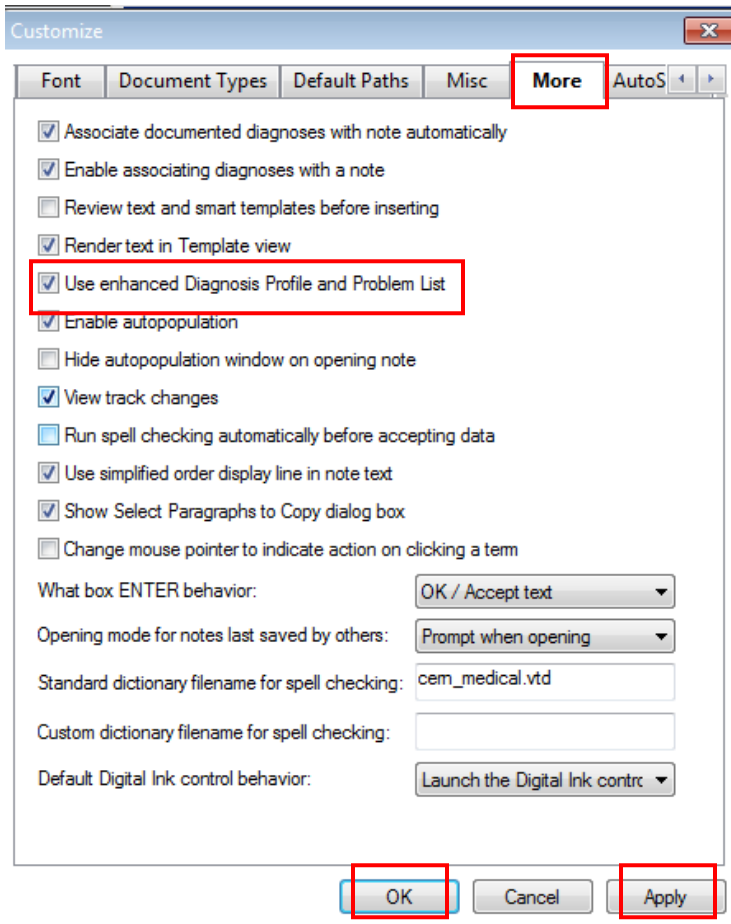 Customize
Font Document Types Default Paths Misc More AutoS
Associate documented diagnoses with note automatically
Enable associating diagnoses with a note
Review text and smart templates before inserting
Render text in Template view
Use enhanced Diagnosis Profile and Problem List
Enable autopopulation
Hide autopopulation window on opening note
View track changes
Run spell checking automatically before accepting data
Use simplified order display line in note text
Show Select Paragraphs to Copy dialog box
Change mouse pointer to indicate action on clicking a term
What box ENTER behavior: OK / Accept text
Opening mode for notes last saved by others: Prompt when opening
Standard dictionary filename for spell checking: cern_medical.vtd
Custom dictionary filename for spell checking:
Default Digital Ink control behavior: Launch the Digital Ink contrc
OK Cancel Apply